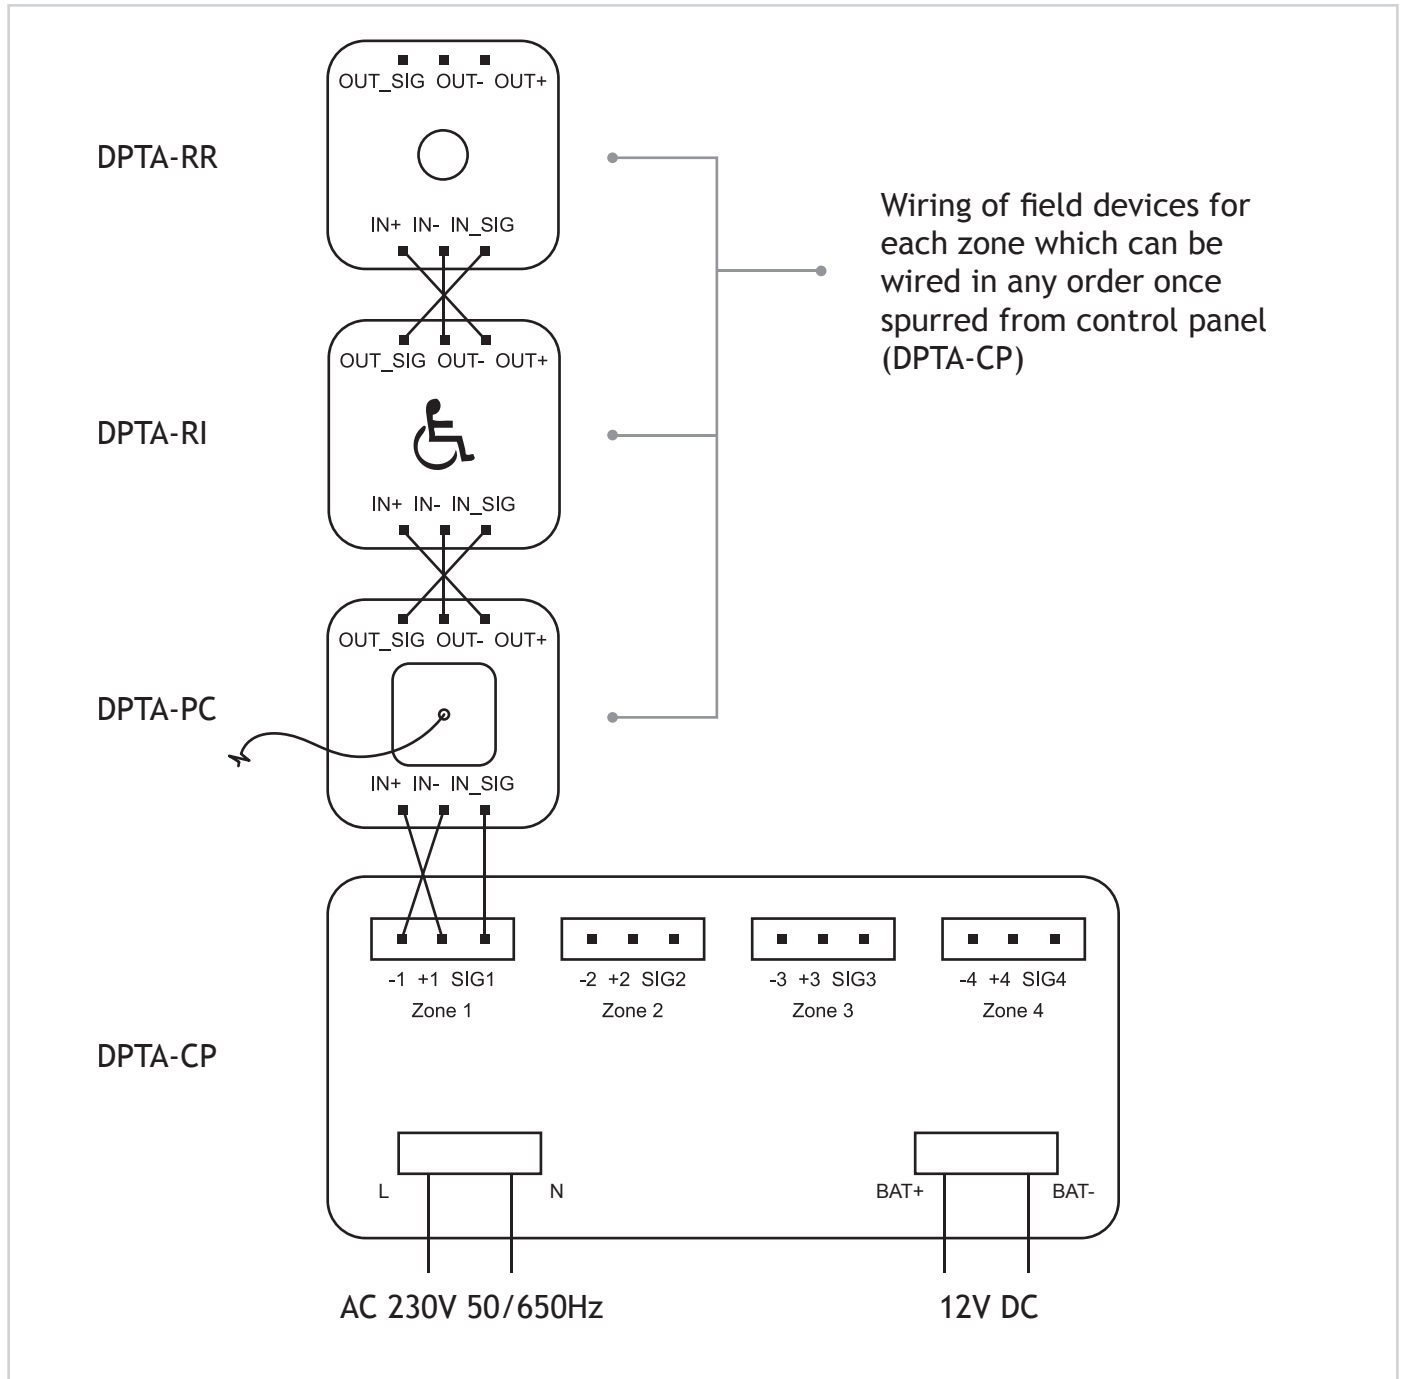 OUT_SIG OUT- OUT+
DPTA-RR
IN+ IN- IN_SIG
Wiring of field devices for
each zone which can be
wired in any order once
spurred from control panel
(DPTA-CP)
OUT_SIG OUT- OUT+
DPTA-RI
IN+ IN- IN_SIG
OUT_SIG OUT- OUT+
DPTA-PC
IN+ IN- IN_SIG
-1 +1 SIG1 -2 +2 SIG2 -3 +3 SIG3 -4 +4 SIG4
Zone 1 Zone 2 Zone 3 Zone 4
DPTA-CP
L N BAT+ BAT-
AC 230V 50/650Hz 12V DC